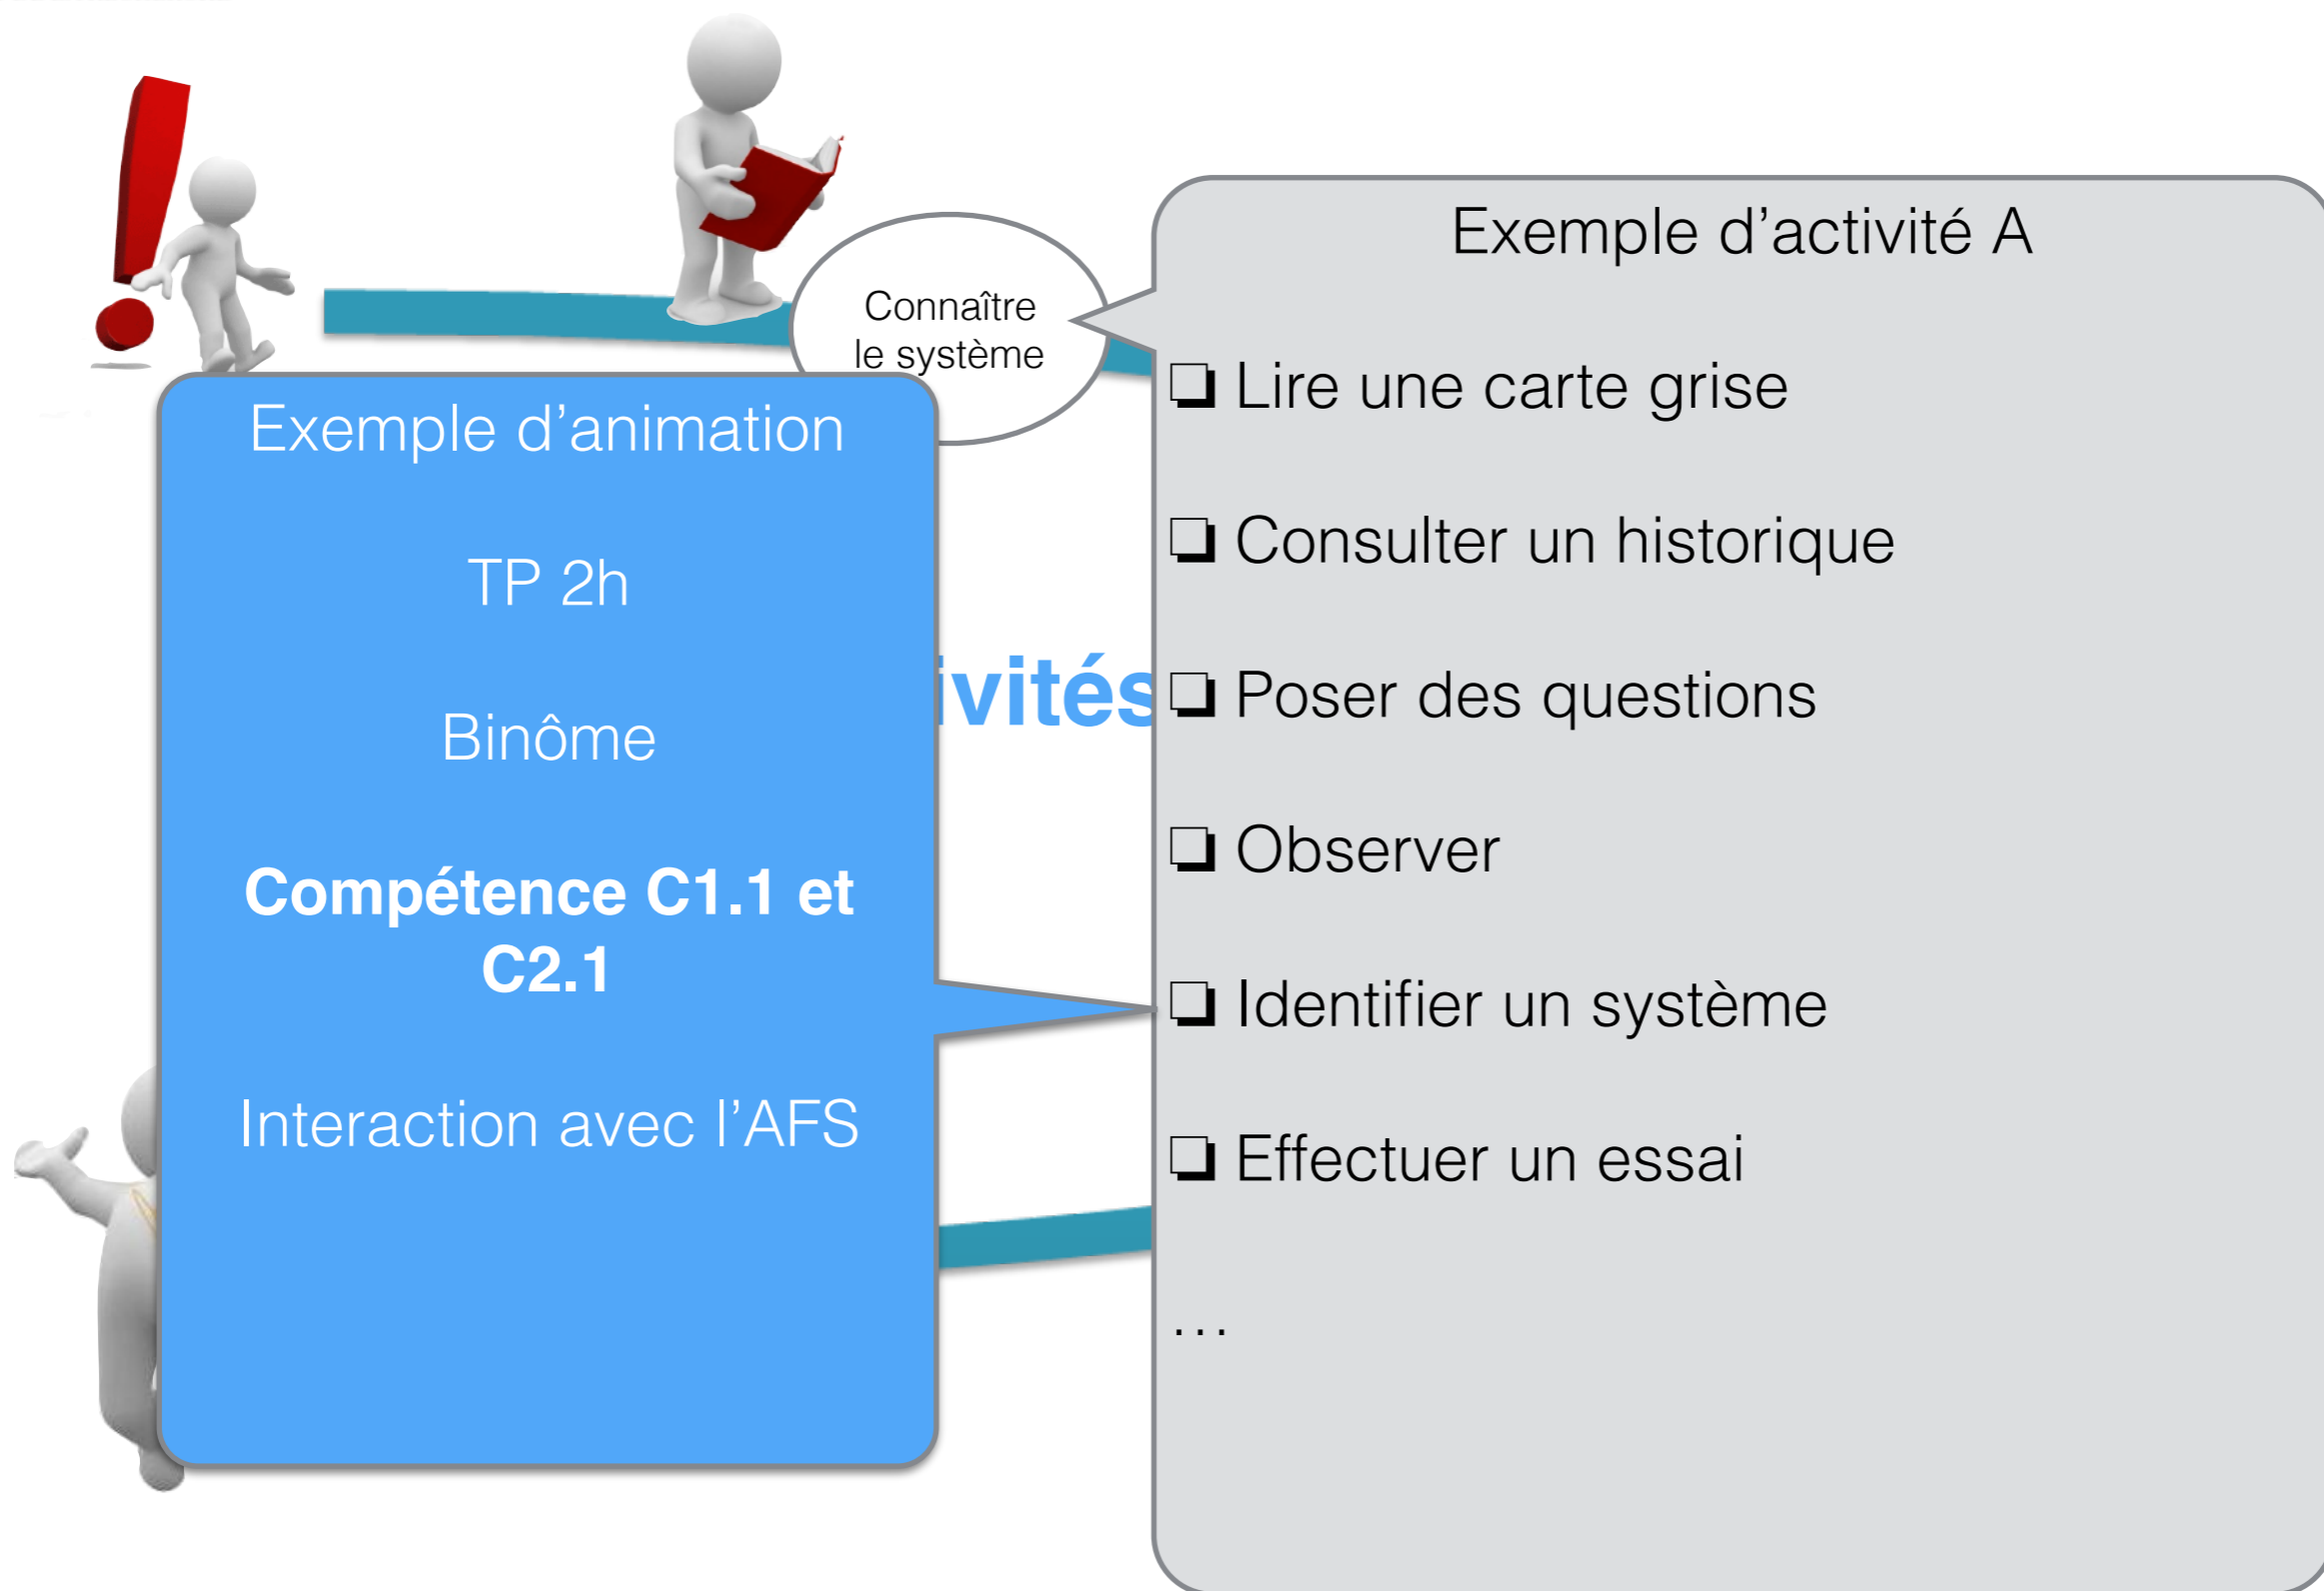 Connaître
le système
Exemple d'activité A
❏ Lire une carte grise
❏ Consulter un historique
❏ Poser des questions
❏ Observer
❏ Identifier un système
❏ Effectuer un essai
…
Exemple d'animation
TP 2h
Binôme
Compétence C1.1 et
C2.1
Interaction avec l'AFS
ivités